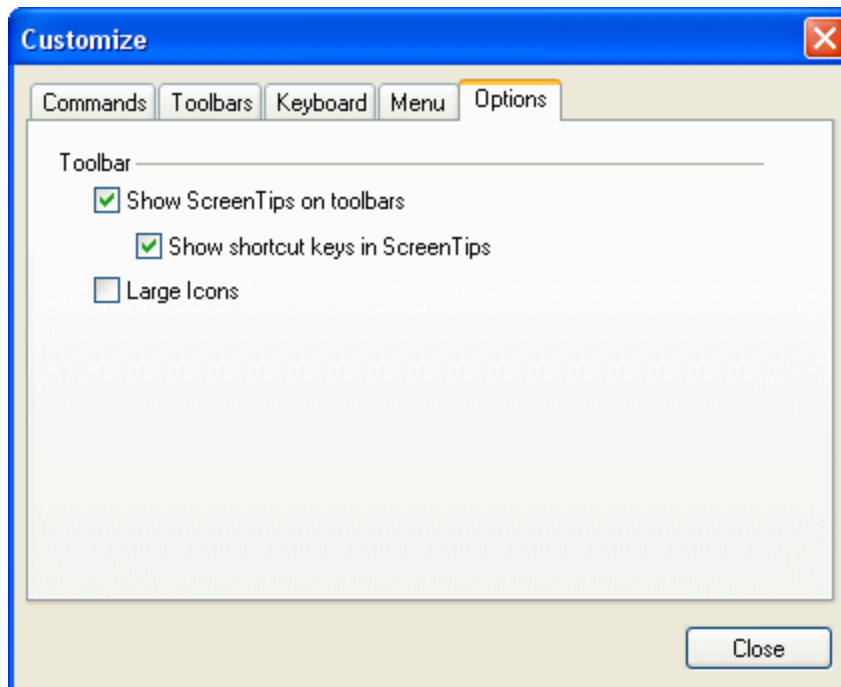 Customize
Commands Toolbars Keyboard Menu Options
Toolbar
Show ScreenTips on toolbars
Show shortcut keys in ScreenTips
Large Icons
Close